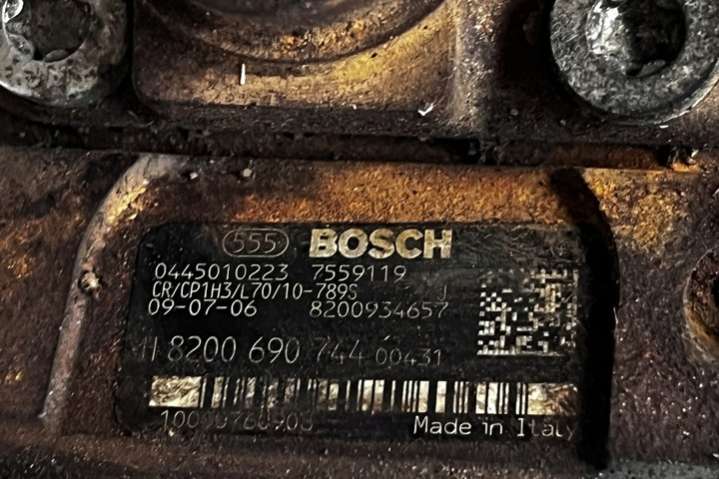 555 BOSCH
0445010223 7559119
CR/CP1H3/L70/10-789S
09-07-06 8200934657
H 8200 690 744 00431
Made in Italy